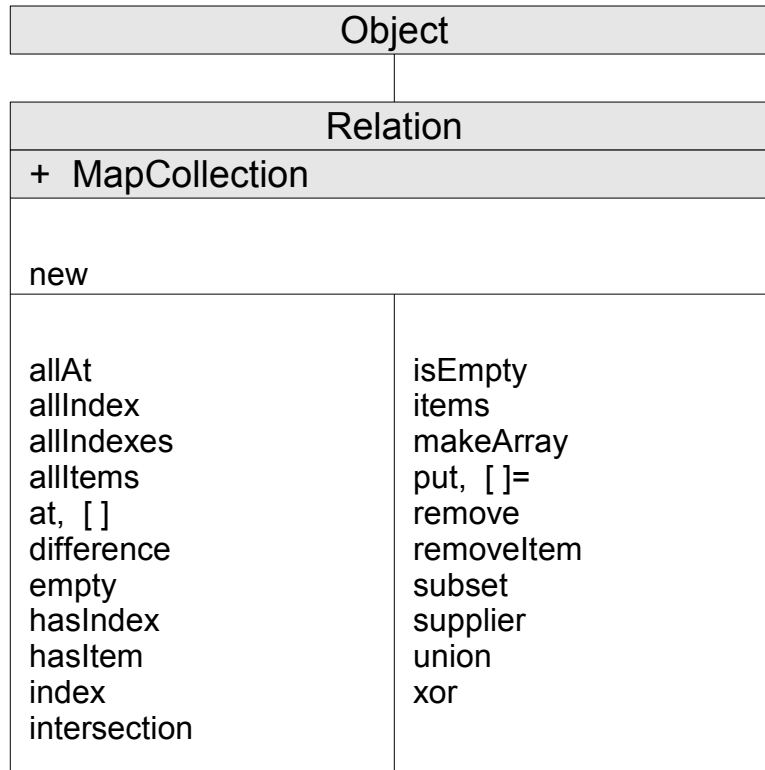 Object
Relation
+ MapCollection
new
allAt
allIndex
allIndexes
allItems
at, [ ]
difference
empty
hasIndex
hasItem
index
intersection
isEmpty
items
makeArray
put, [ ]=
remove
removeItem
subset
supplier
union
xor